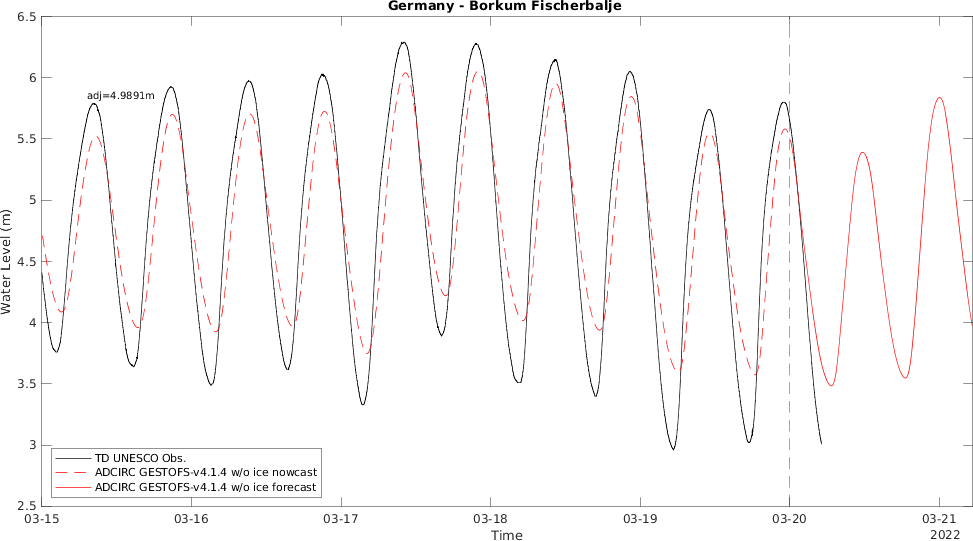 Germany - Borkum Fischerbalje
6.5
6
5.5
5
4.5
4
3.5
3
2.5
Water Level (m)
adj=4.9891m
TD UNESCO Obs.
ADCIRC GESTOFS-v4.1.4 w/o ice nowcast
ADCIRC GESTOFS-v4.1.4 w/o ice forecast
03-15 03-16 03-17 03-18 03-19 03-20 03-21
Time
2022